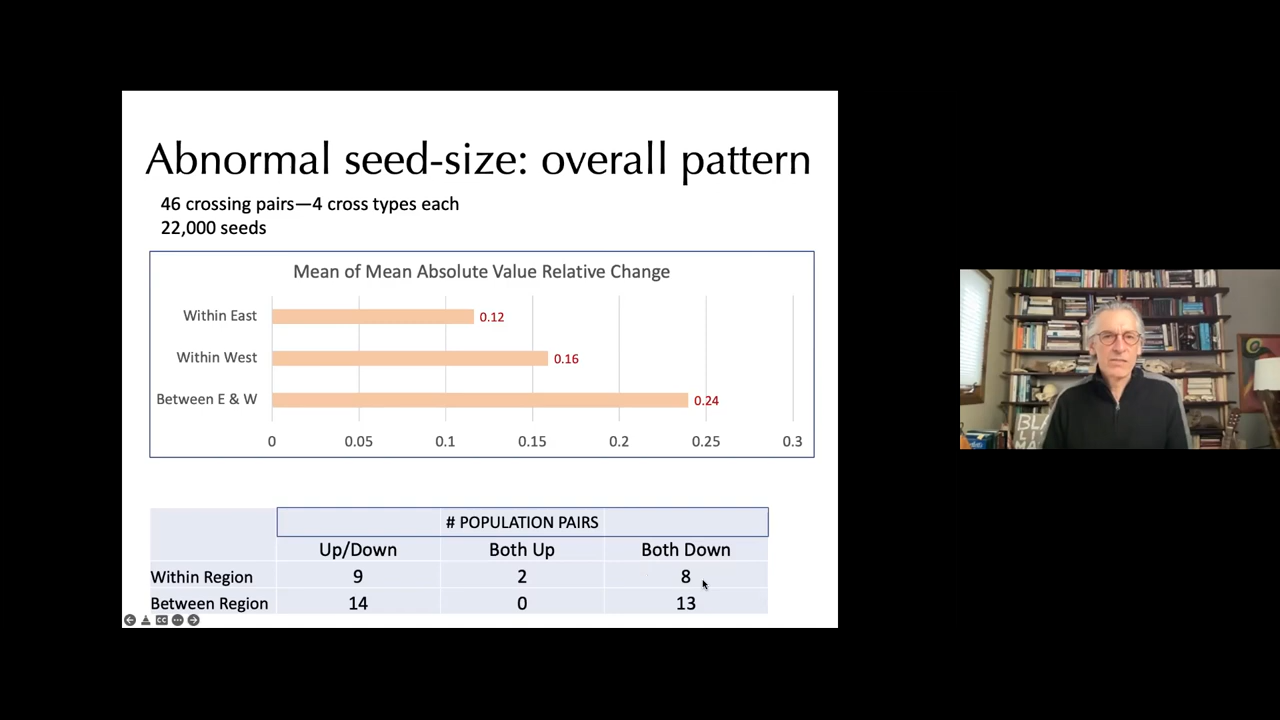 Abnormal seed-size: overall pattern
46 crossing pairs—4 cross types each
22,000 seeds
Mean of Mean Absolute Value Relative Change
Within East 0.12
Within West 0.16
Between E & W 0.24
0 0.05 0.1 0.15 0.2 0.25 0.3
# POPULATION PAIRS
Up/Down Both Up Both Down
Within Region 9 2 8
Between Region 14 0 13